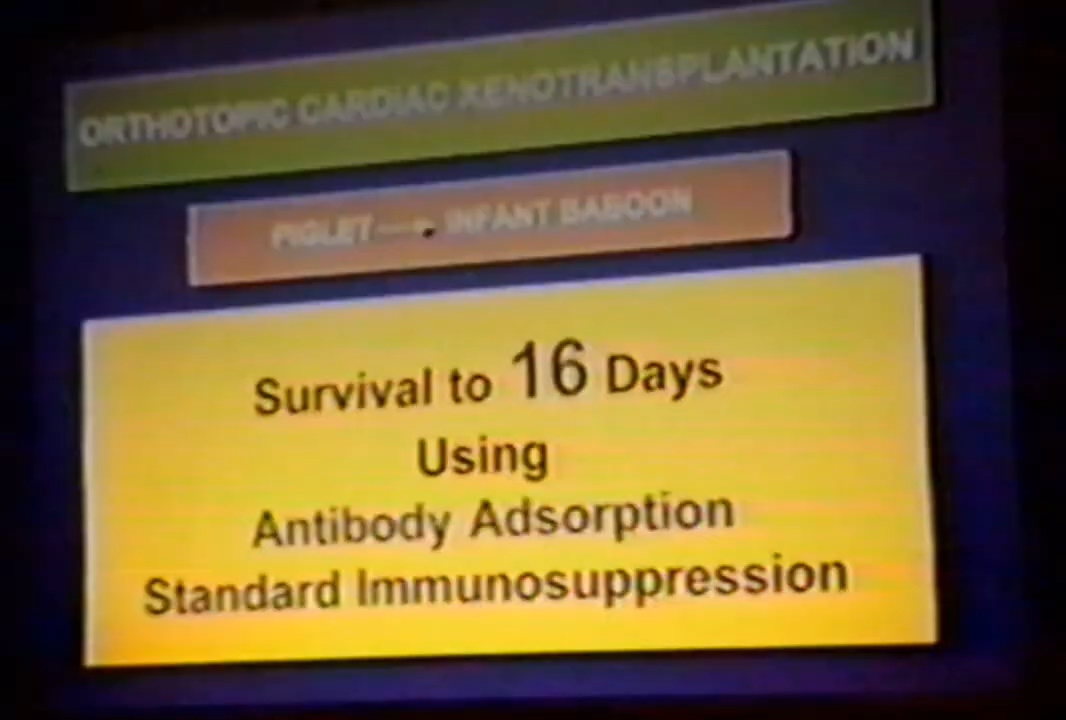 ORTHOTOPIC CARDIAC XENOTRANSPLANTATION
PIGLET → INFANT BABOON
Survival to 16 Days
Using
Antibody Adsorption
Standard Immunosuppression